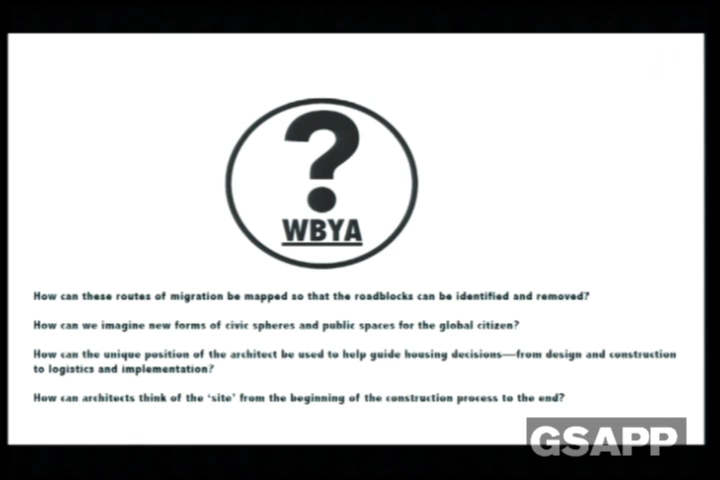 ?
WBYA
How can these routes of migration be mapped so that the roadblocks can be identified and removed?
How can we imagine new forms of civic spheres and public spaces for the global citizen?
How can the unique position of the architect be used to help guide housing decisions—from design and construction
to logistics and implementation?
How can architects think of the ‘site’ from the beginning of the construction process to the end?
GSAPP